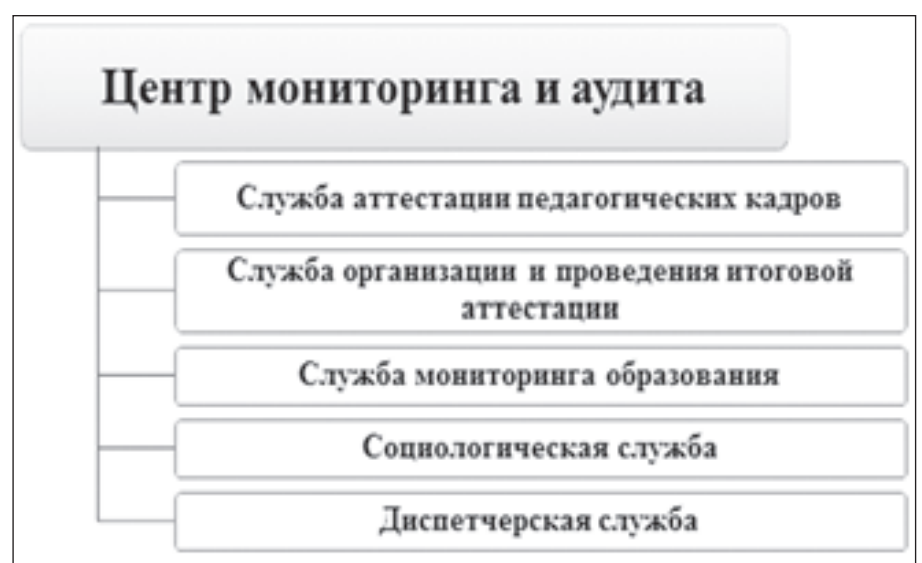 Центр мониторинга и аудита
Служба аттестации педагогических кадров
Служба организации и проведения итоговой
аттестации
Служба мониторинга образования
Социологическая служба
Диспетчерская служба